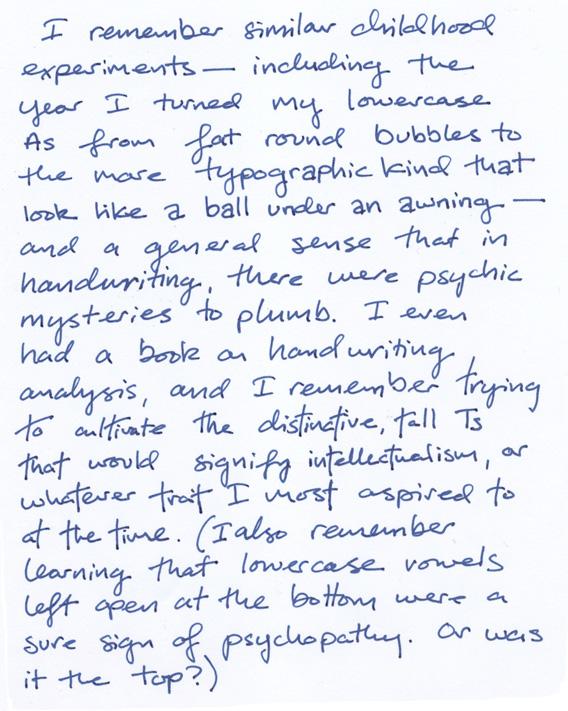 I remember similar childhood
experiments — including the
year I turned my lowercase
As from fat round bubbles to
the more typographic kind that
look like a ball under an awning —
and a general sense that in
handwriting, there were psychic
mysteries to plumb. I even
had a book on handwriting
analysis, and I remember trying
to cultivate the distinctive, tall Ts
that would signify intellectualism, or
whatever trait I most aspired to
at the time. (I also remember
learning that lowercase vowels
left open at the bottom were a
sure sign of psychopathy. Or was
it the top?)